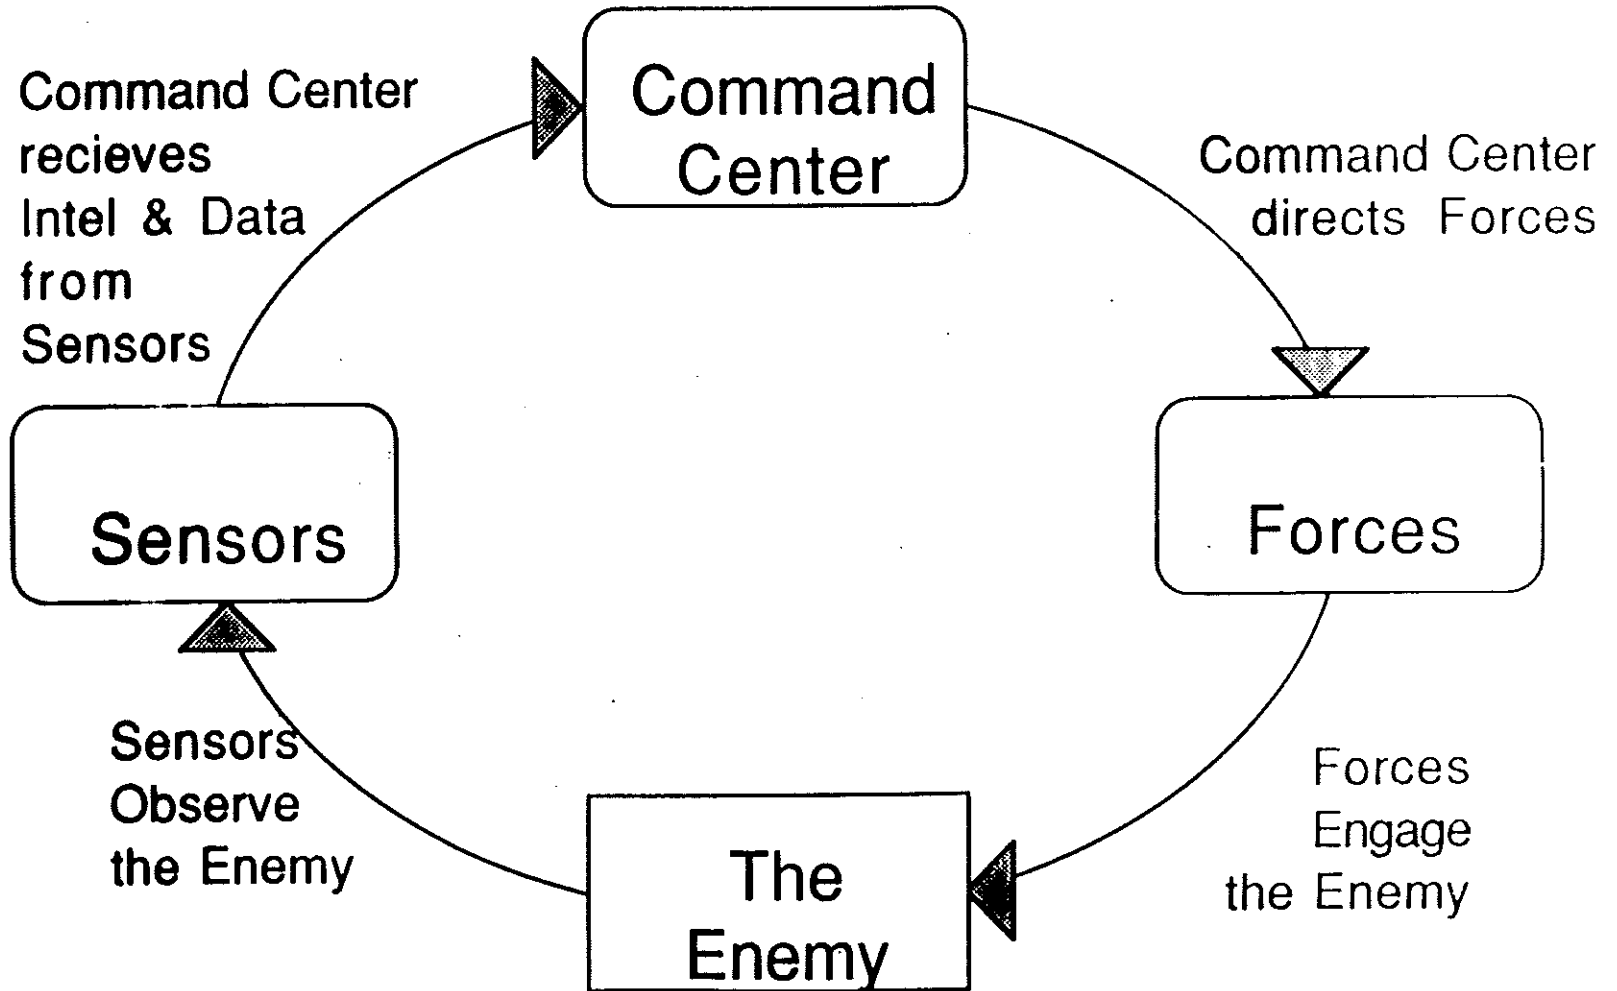 Command Center
recieves
Intel & Data
from
Sensors
Command
Center
Command Center
directs Forces
Sensors
Forces
Sensors
Observe
the Enemy
The
Enemy
Forces
Engage
the Enemy